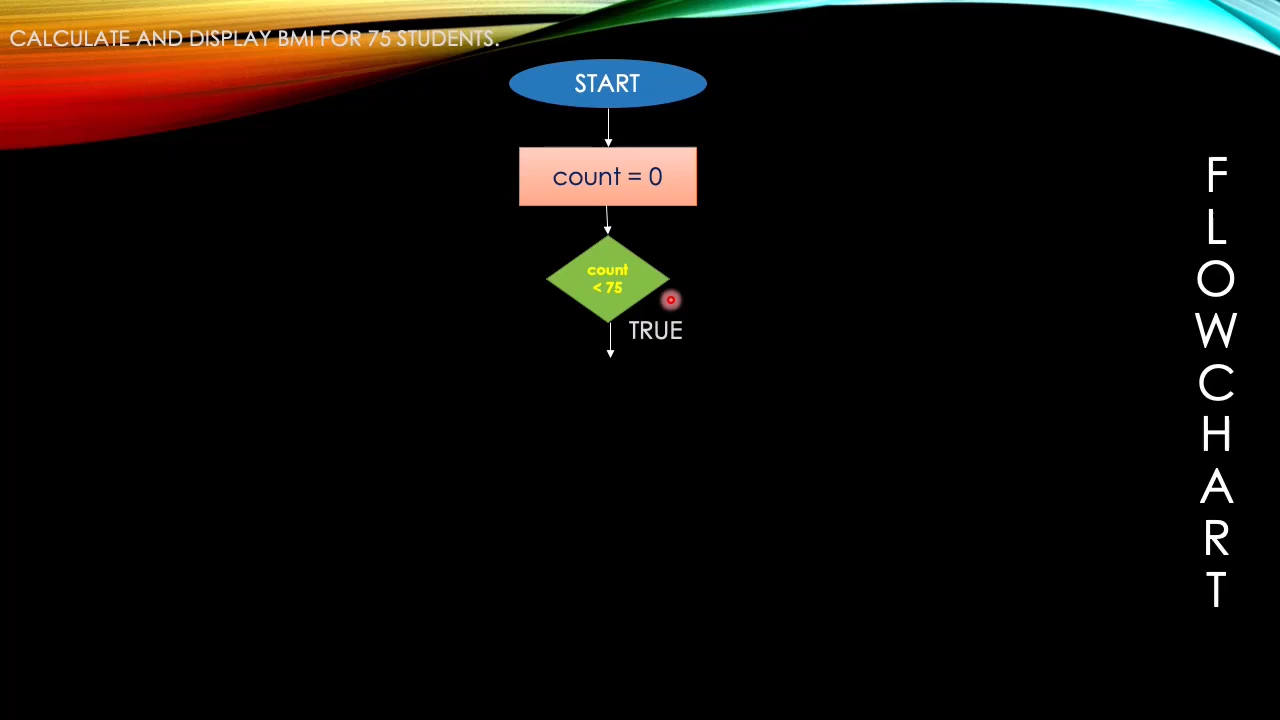 CALCULATE AND DISPLAY BMI FOR 75 STUDENTS.
START
count = 0
count
< 75
TRUE
F
L
O
W
C
H
A
R
T